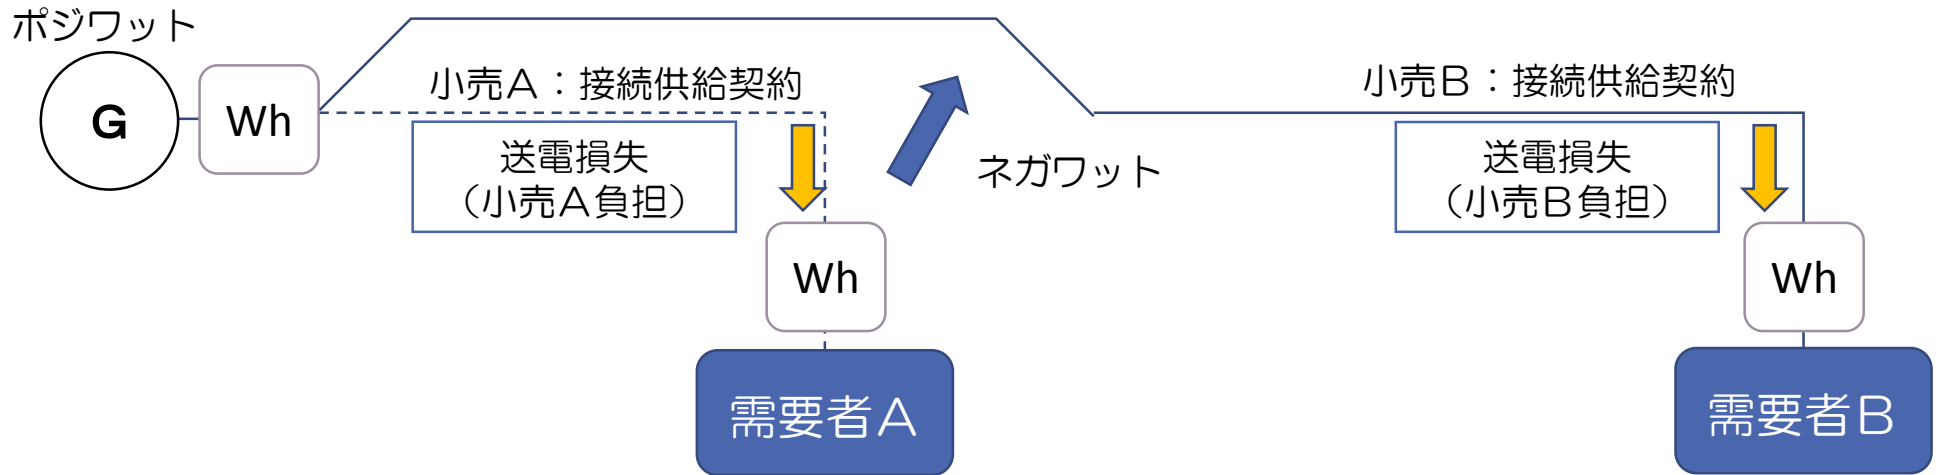 ポジワット
G
Wh
小売Ａ：接続供給契約
送電損失
（小売Ａ負担）
ネガワット
Wh
需要者Ａ
小売Ｂ：接続供給契約
送電損失
（小売Ｂ負担）
Wh
需要者Ｂ